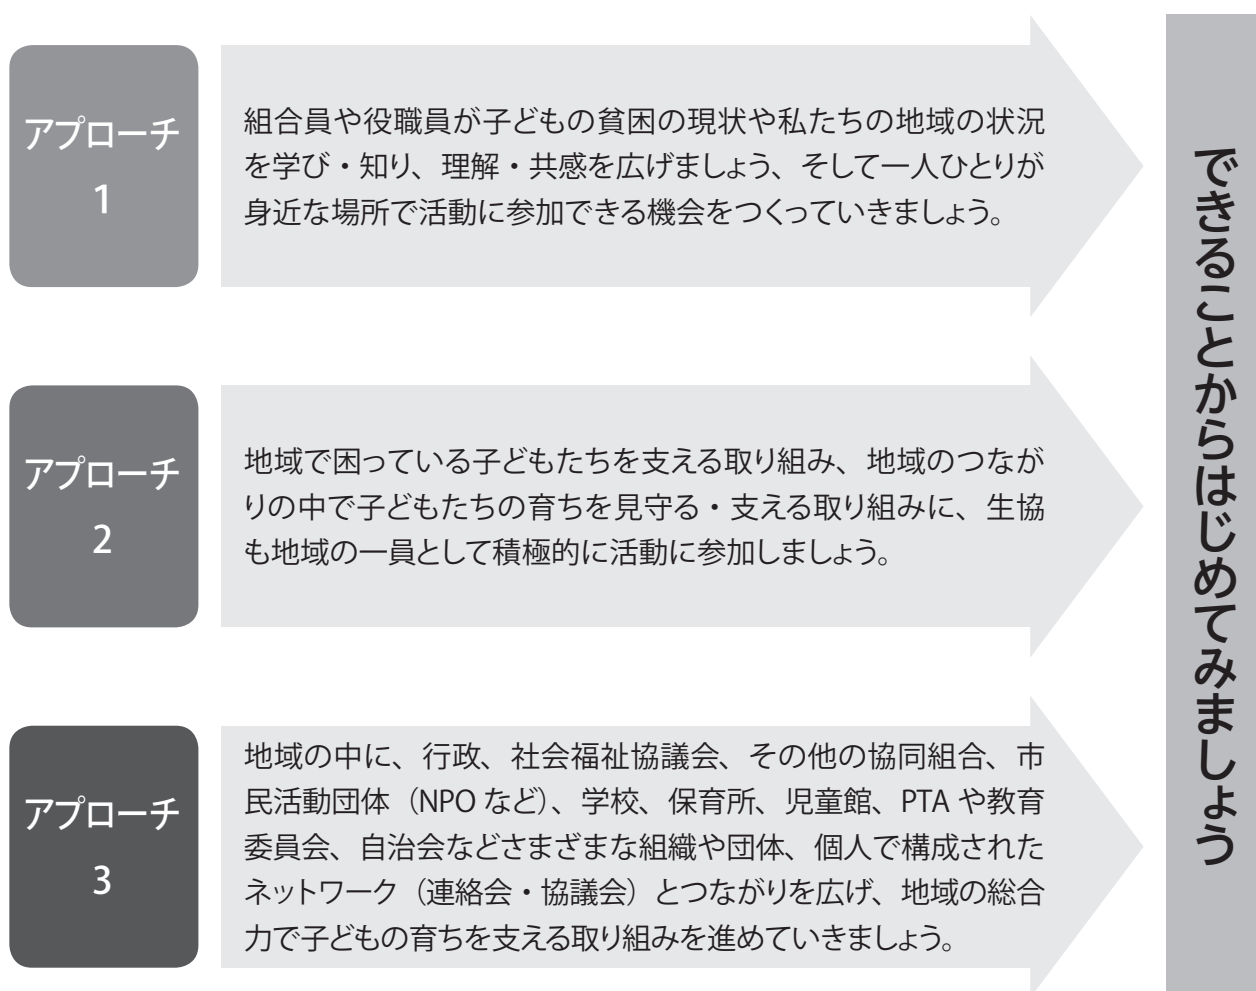 アプローチ
1
組合員や役職員が子どもの貧困の現状や私たちの地域の状況
を学び・知り、理解・共感を広げましょう、そして一人ひとりが
身近な場所で活動に参加できる機会をつくっていきましょう。
アプローチ
2
地域で困っている子どもたちを支える取り組み、地域のつなが
りの中で子どもたちの育ちを見守る・支える取り組みに、生協
も地域の一員として積極的に活動に参加しましょう。
アプローチ
3
地域の中に、行政、社会福祉協議会、その他の協同組合、市
民活動団体（NPO など）、学校、保育所、児童館、PTA や教育
委員会、自治会などさまざまな組織や団体、個人で構成された
ネットワーク（連絡会・協議会）とつながりを広げ、地域の総合
力で子どもの育ちを支える取り組みを進めていきましょう。
できることからはじめてみましょう